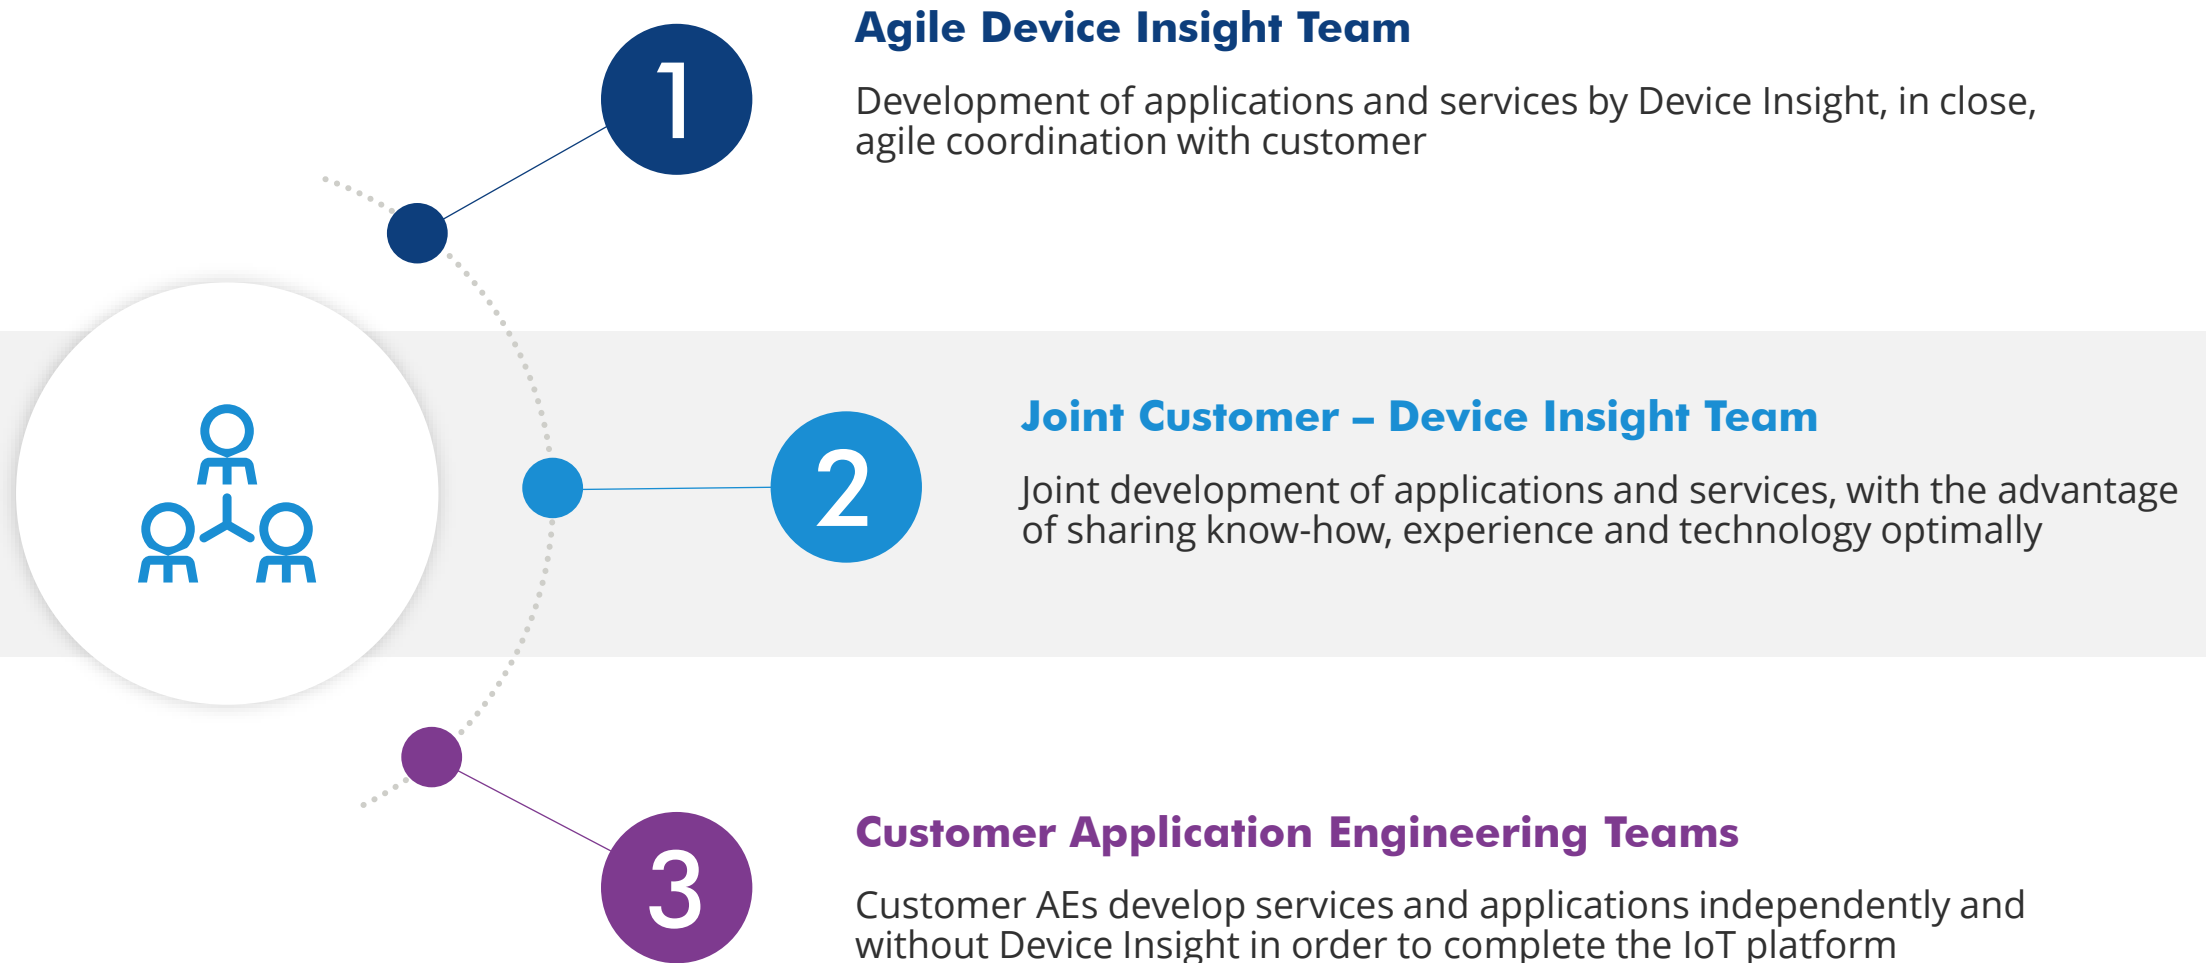 1
Agile Device Insight Team
Development of applications and services by Device Insight, in close,
agile coordination with customer
2
Joint Customer – Device Insight Team
Joint development of applications and services, with the advantage
of sharing know-how, experience and technology optimally
3
Customer Application Engineering Teams
Customer AEs develop services and applications independently and
without Device Insight in order to complete the IoT platform